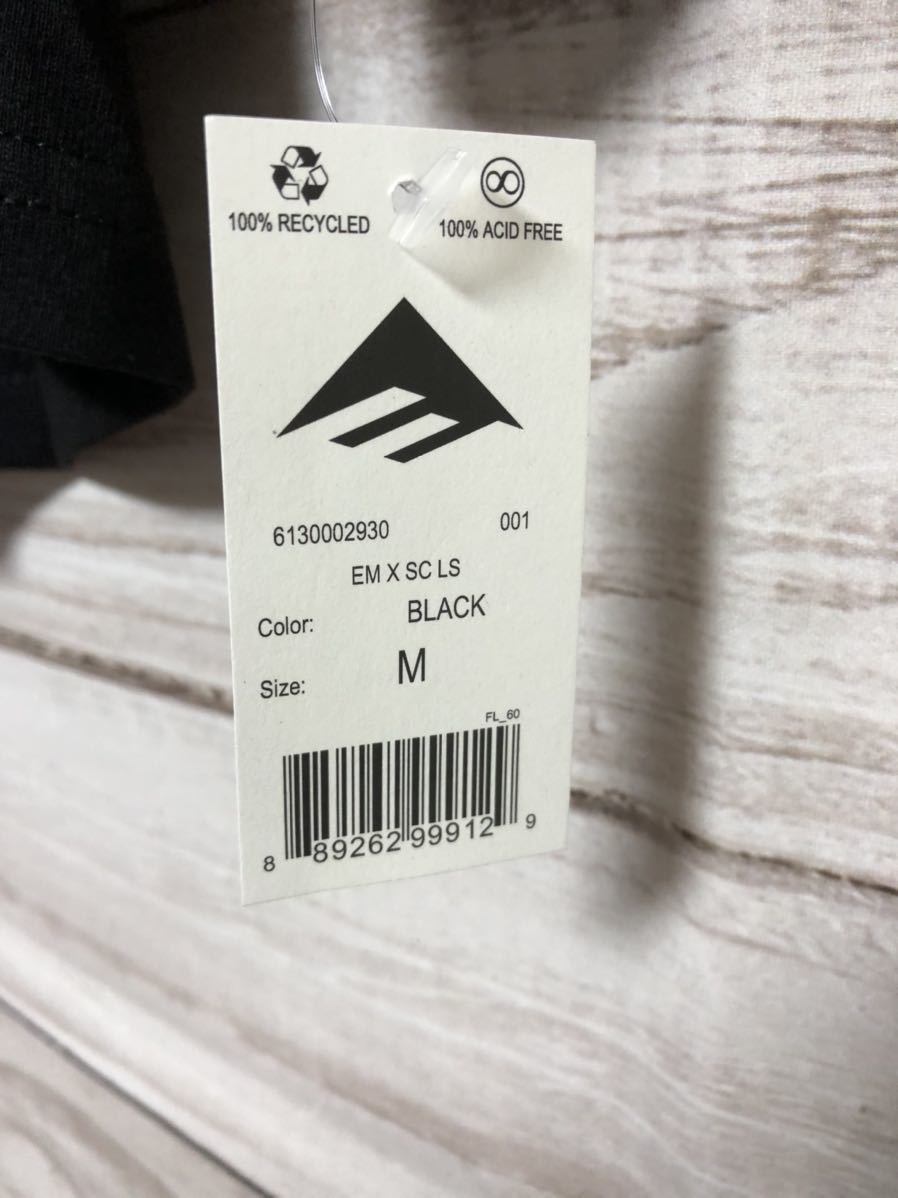 100% RECYCLED
100% ACID FREE
6130002930 001
EM X SC LS
Color: BLACK
Size: M
FL_60
8 89262 99912 9